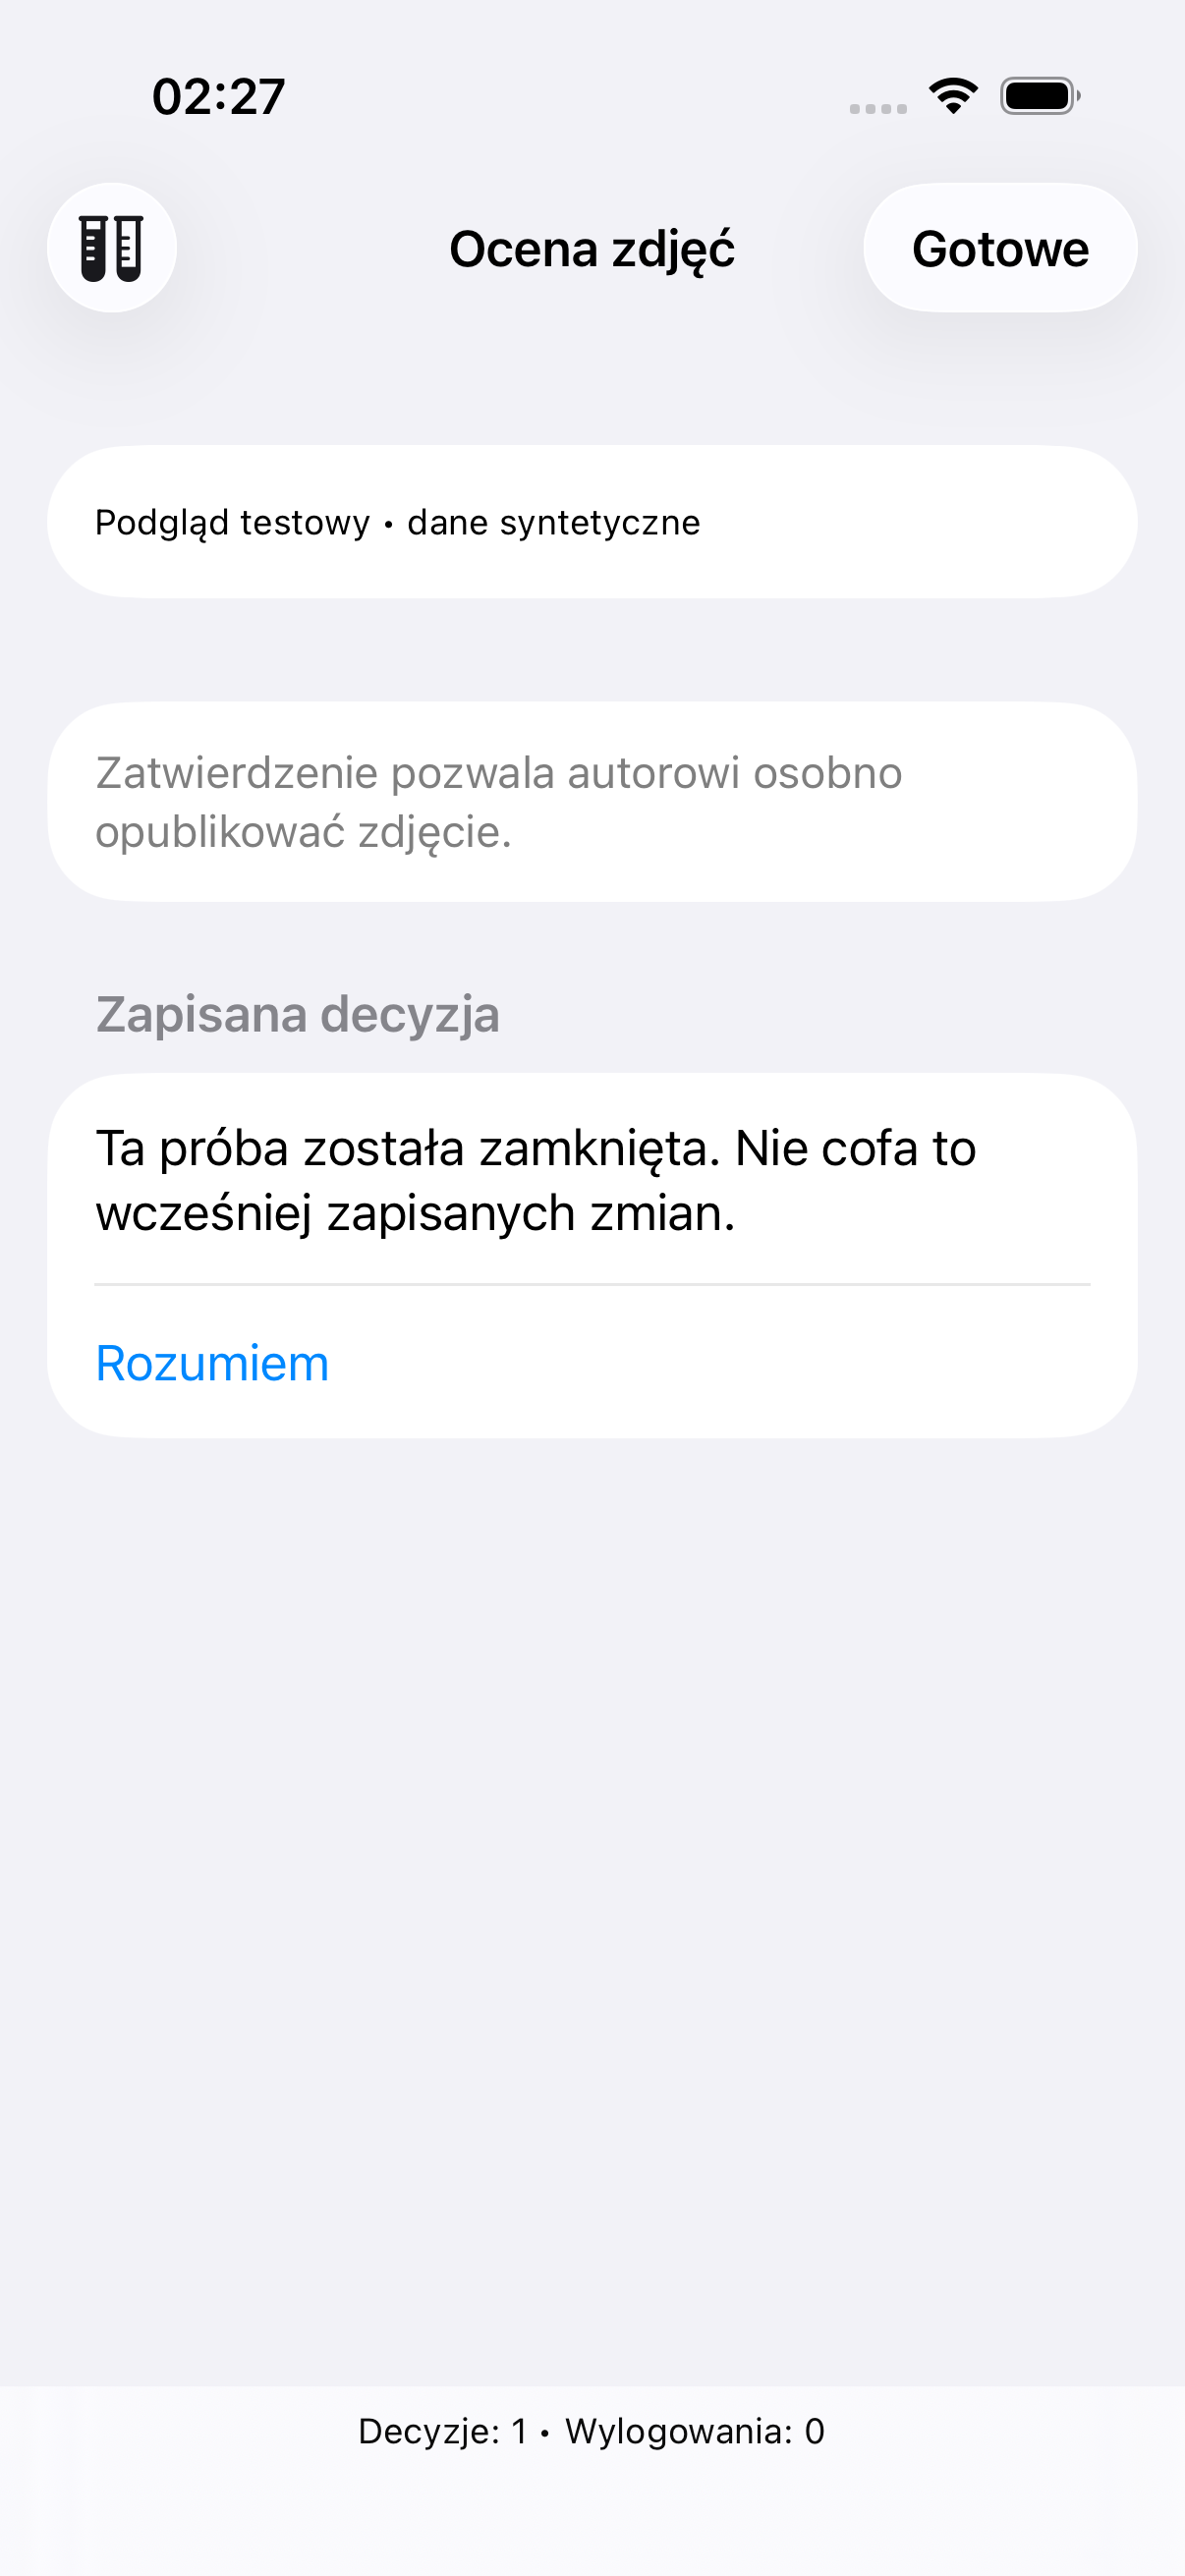 02:27
Ocena zdjęć
Gotowe
Podgląd testowy • dane syntetyczne
Zatwierdzenie pozwala autorowi osobno
opublikować zdjęcie.
Zapisana decyzja
Ta próba została zamknięta. Nie cofa to
wcześniej zapisanych zmian.
Rozumiem
Decyzje: 1 • Wylogowania: 0